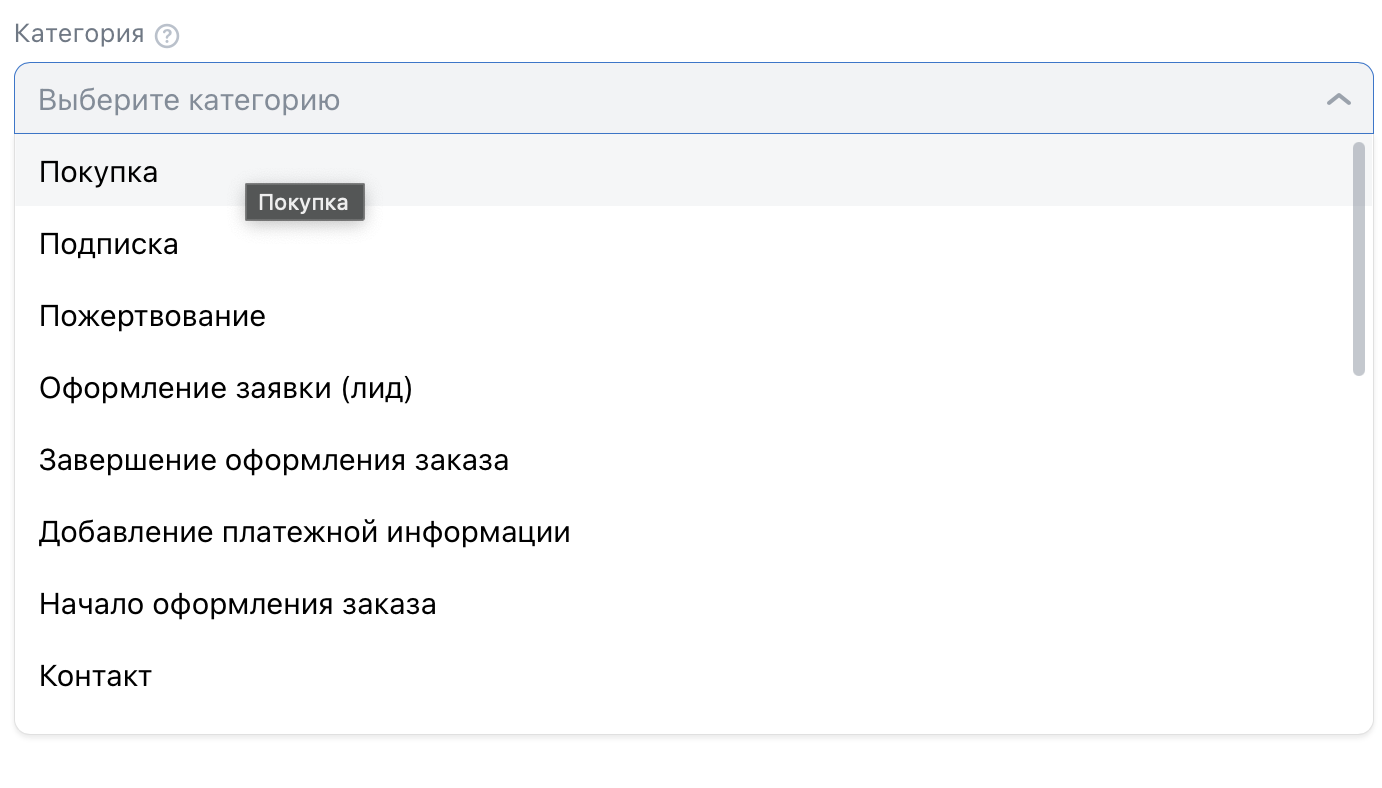 Категория ?
Выберите категорию
Покупка
Покупка
Подписка
Пожертвование
Оформление заявки (лид)
Завершение оформления заказа
Добавление платежной информации
Начало оформления заказа
Контакт